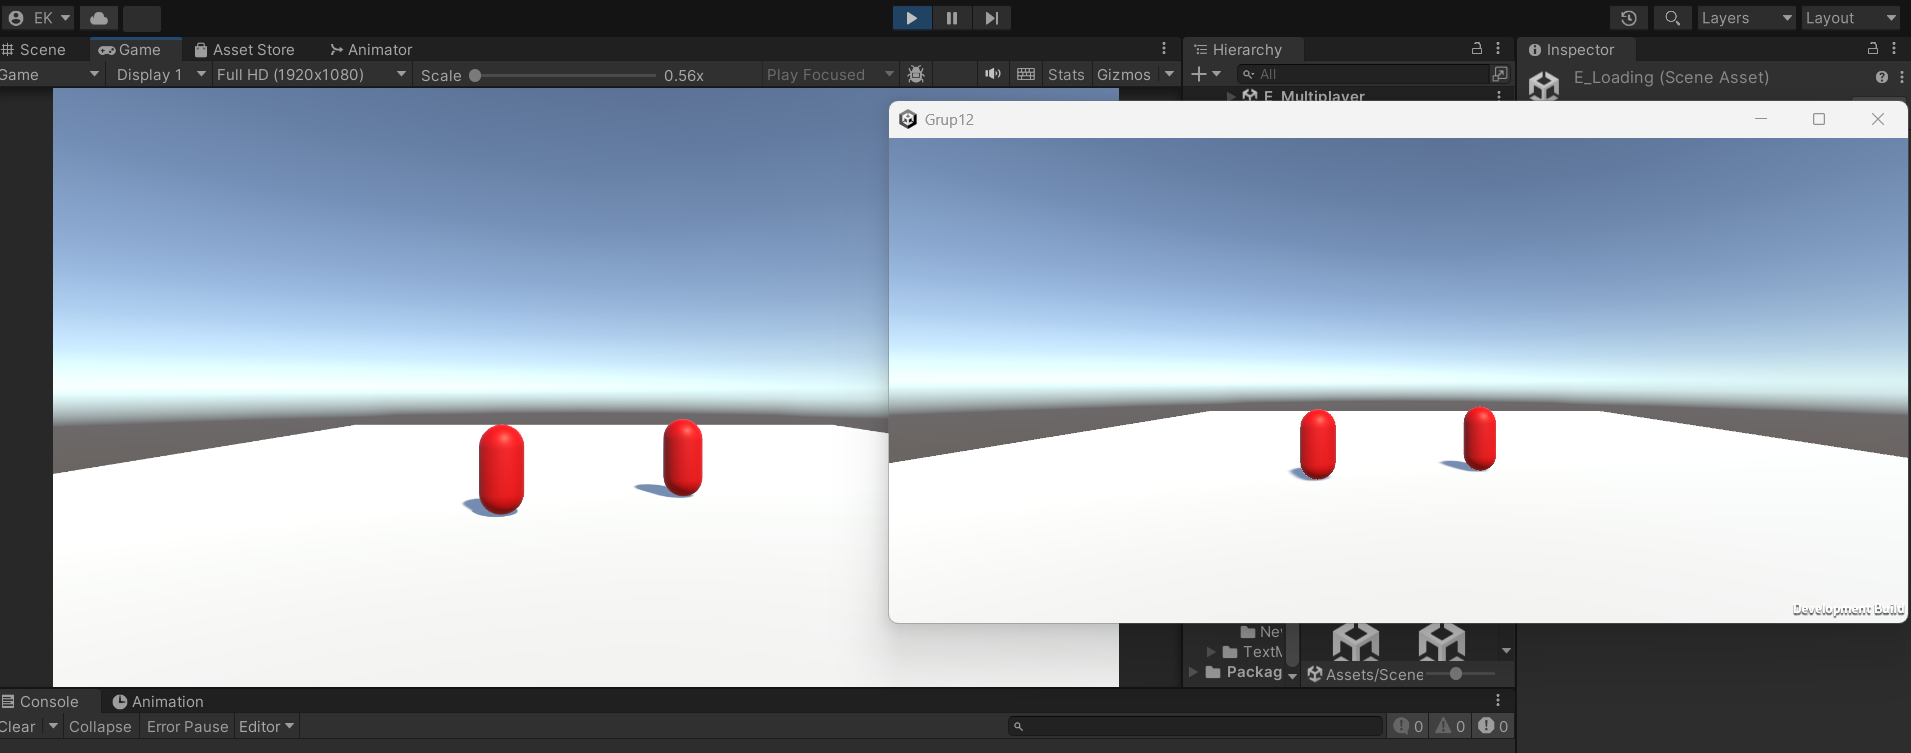 EK Layers Layout
Scene Game Asset Store Animator Hierarchy Inspector
Game Display 1 Full HD (1920x1080) Scale 0.56x Play Focused Stats Gizmos All E_Loading (Scene Asset)
E_Multiplayer
Grup12
Development Build
Ne
TextM
Packag Assets/Scene
Console Animation
Clear Collapse Error Pause Editor 0 0 0